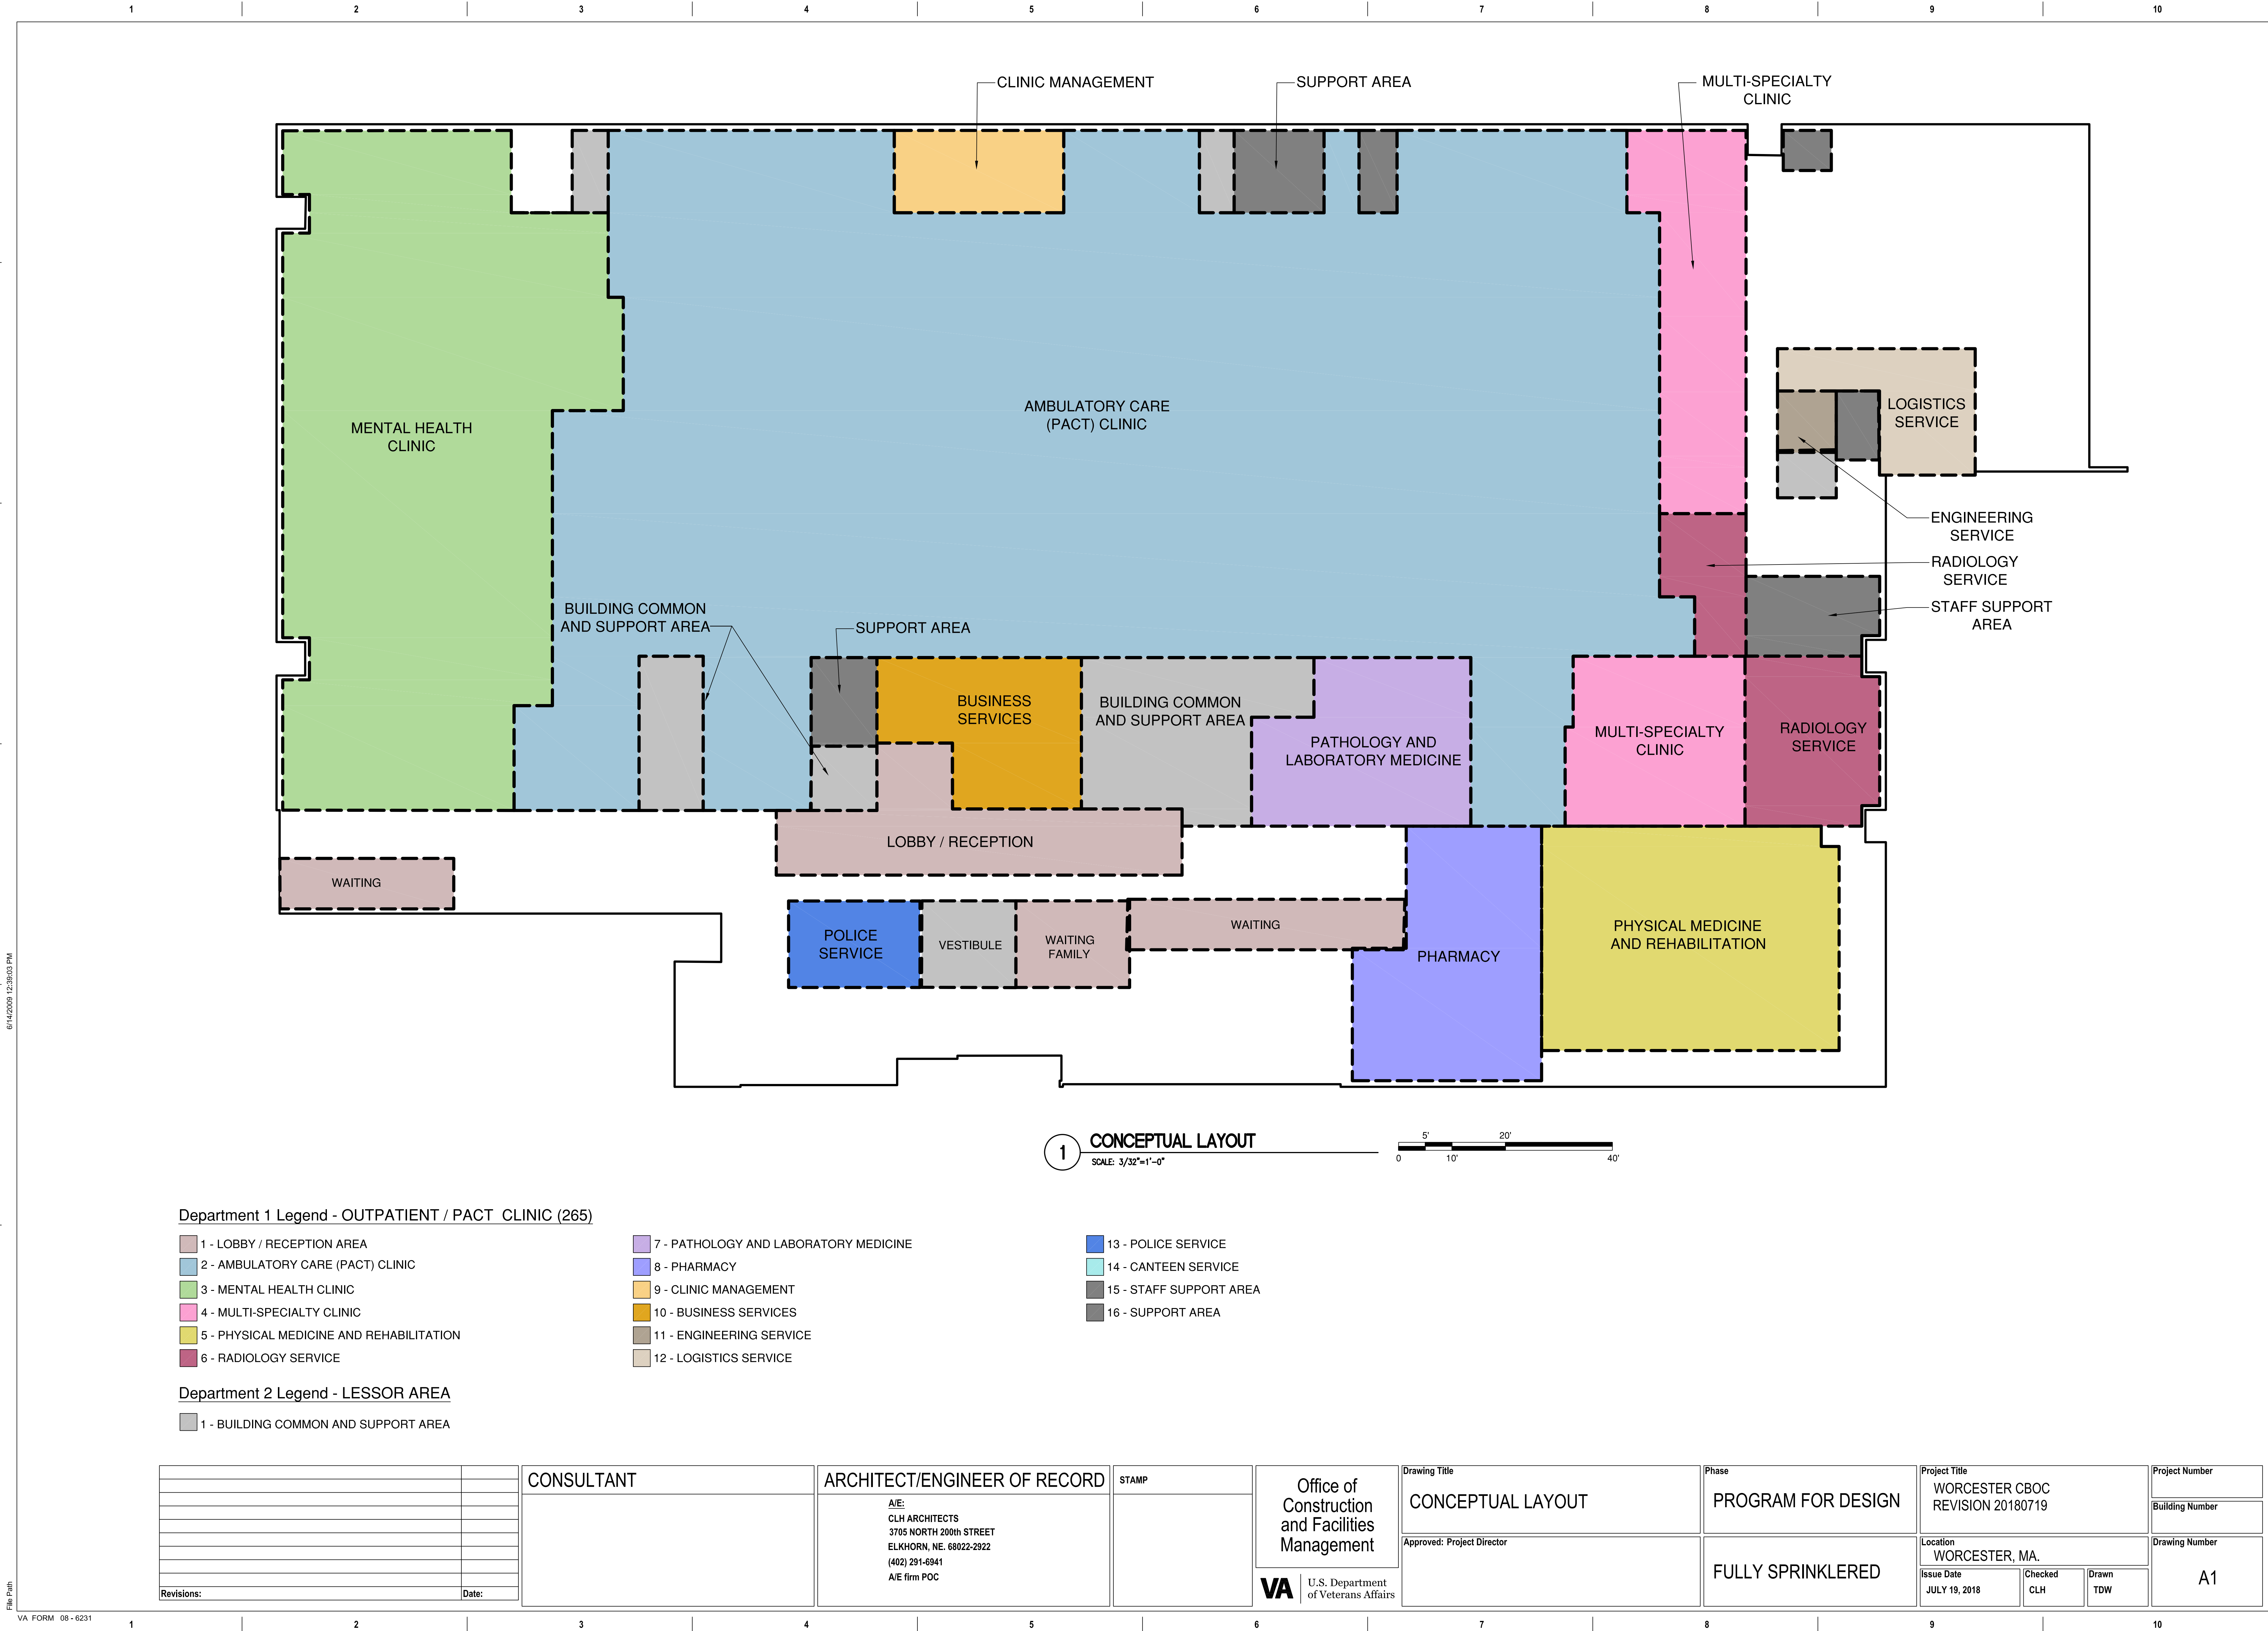 1 2 3 4 5 6 7 8 9 10
CLINIC MANAGEMENT
SUPPORT AREA
MULTI-SPECIALTY
CLINIC
MENTAL HEALTH
CLINIC
AMBULATORY CARE
(PACT) CLINIC
LOGISTICS
SERVICE
ENGINEERING
SERVICE
RADIOLOGY
SERVICE
STAFF SUPPORT
AREA
BUILDING COMMON
AND SUPPORT AREA
SUPPORT AREA
BUSINESS
SERVICES
BUILDING COMMON
AND SUPPORT AREA
PATHOLOGY AND
LABORATORY MEDICINE
MULTI-SPECIALTY
CLINIC
RADIOLOGY
SERVICE
LOBBY / RECEPTION
WAITING
POLICE
SERVICE
VESTIBULE
WAITING
FAMILY
WAITING
PHARMACY
PHYSICAL MEDICINE
AND REHABILITATION
6/14/2009 12:39:03 PM
1
CONCEPTUAL LAYOUT
SCALE: 3/32"=1'-0"
5' 20'
0 10' 40'
Department 1 Legend - OUTPATIENT / PACT CLINIC (265)
1 - LOBBY / RECEPTION AREA
2 - AMBULATORY CARE (PACT) CLINIC
3 - MENTAL HEALTH CLINIC
4 - MULTI-SPECIALTY CLINIC
5 - PHYSICAL MEDICINE AND REHABILITATION
6 - RADIOLOGY SERVICE
7 - PATHOLOGY AND LABORATORY MEDICINE
8 - PHARMACY
9 - CLINIC MANAGEMENT
10 - BUSINESS SERVICES
11 - ENGINEERING SERVICE
12 - LOGISTICS SERVICE
13 - POLICE SERVICE
14 - CANTEEN SERVICE
15 - STAFF SUPPORT AREA
16 - SUPPORT AREA
Department 2 Legend - LESSOR AREA
1 - BUILDING COMMON AND SUPPORT AREA
Revisions: Date:
CONSULTANT
ARCHITECT/ENGINEER OF RECORD
A/E:
CLH ARCHITECTS
3705 NORTH 200th STREET
ELKHORN, NE. 68022-2922
(402) 291-6941
A/E firm POC
STAMP
Office of
Construction
and Facilities
Management
VA
U.S. Department
of Veterans Affairs
Drawing Title
CONCEPTUAL LAYOUT
Approved: Project Director
Phase
PROGRAM FOR DESIGN
FULLY SPRINKLERED
Project Title
WORCESTER CBOC
REVISION 20180719
Location
WORCESTER, MA.
Issue Date
JULY 19, 2018
Checked
CLH
Drawn
TDW
Project Number
Building Number
Drawing Number
A1
File Path
VA FORM 08 - 6231
1 2 3 4 5 6 7 8 9 10